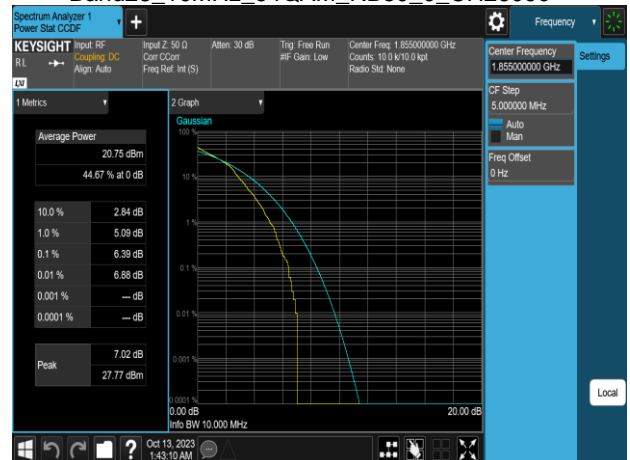 Spectrum Analyzer 1
Power Stat CCDF
Frequency
KEYSIGHT
RL
LXI
Input: RF
Coupling: DC
Align: Auto
Input Z: 50 Ω
Corr CCorr
Freq Ref: Int (S)
Atten: 30 dB
Trig: Free Run
#IF Gain: Low
Center Freq: 1.855000000 GHz
Counts: 10.0 k/10.0 kpt
Radio Std: None
Center Frequency
1.855000000 GHz
Settings
CF Step
5.000000 MHz
Auto
Man
Freq Offset
0 Hz
1 Metrics
Average Power
20.75 dBm
44.67 % at 0 dB
10.0 % 2.84 dB
1.0 % 5.09 dB
0.1 % 6.39 dB
0.01 % 6.88 dB
0.001 % --- dB
0.0001 % --- dB
Peak
7.02 dB
27.77 dBm
2 Graph
Gaussian
100 %
10 %
1 %
0.1 %
0.01 %
0.001 %
0.0001 %
0.00 dB 20.00 dB
Info BW 10.000 MHz
Local
?
Oct 13, 2023
1:43:10 AM